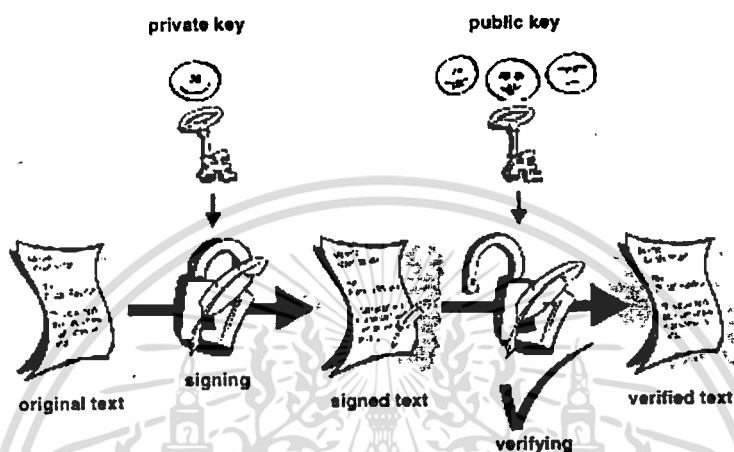 private key
public key
original text
signing
signed text
verifying
verified text